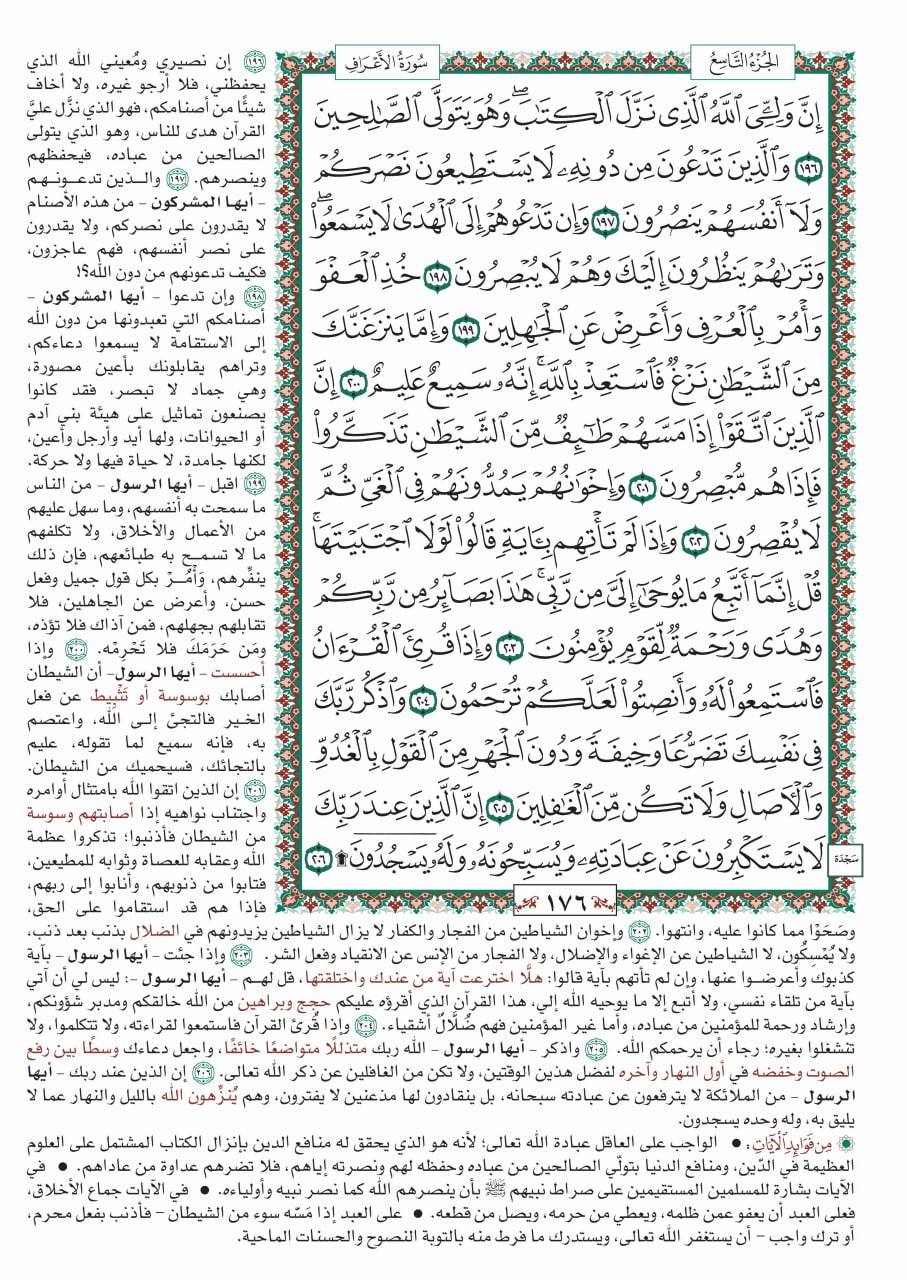 الجُزْءُ التَّاسِعُ
سُورَةُ الأَعْرَافِ
إِنَّ وَلِـِّۧيَ ٱللَّهُ ٱلَّذِي نَزَّلَ ٱلۡكِتَٰبَۖ وَهُوَ يَتَوَلَّى ٱلصَّٰلِحِينَ
١٩٦ وَٱلَّذِينَ تَدۡعُونَ مِن دُونِهِۦ لَا يَسۡتَطِيعُونَ نَصۡرَكُمۡ
وَلَآ أَنفُسَهُمۡ يَنصُرُونَ ١٩٧ وَإِن تَدۡعُوهُمۡ إِلَى ٱلۡهُدَىٰ لَا يَسۡمَعُواْۖ
وَتَرَىٰهُمۡ يَنظُرُونَ إِلَيۡكَ وَهُمۡ لَا يُبۡصِرُونَ ١٩٨ خُذِ ٱلۡعَفۡوَ
وَأۡمُرۡ بِٱلۡعُرۡفِ وَأَعۡرِضۡ عَنِ ٱلۡجَٰهِلِينَ ١٩٩ وَإِمَّا يَنزَغَنَّكَ
مِنَ ٱلشَّيۡطَٰنِ نَزۡغٞ فَٱسۡتَعِذۡ بِٱللَّهِۚ إِنَّهُۥ سَمِيعٌ عَلِيمٌ ٢٠٠ إِنَّ
ٱلَّذِينَ ٱتَّقَوۡاْ إِذَا مَسَّهُمۡ طَٰٓئِفٞ مِّنَ ٱلشَّيۡطَٰنِ تَذَكَّرُواْ
فَإِذَا هُم مُّبۡصِرُونَ ٢٠١ وَإِخۡوَٰنُهُمۡ يَمُدُّونَهُمۡ فِي ٱلۡغَيِّ ثُمَّ
لَا يُقۡصِرُونَ ٢٠٢ وَإِذَا لَمۡ تَأۡتِهِم بِـَٔايَةٖ قَالُواْ لَوۡلَا ٱجۡتَبَيۡتَهَاۚ
قُلۡ إِنَّمَآ أَتَّبِعُ مَا يُوحَىٰٓ إِلَيَّ مِن رَّبِّيۚ هَٰذَا بَصَآئِرُ مِن رَّبِّكُمۡ
وَهُدٗى وَرَحۡمَةٞ لِّقَوۡمٖ يُؤۡمِنُونَ ٢٠٣ وَإِذَا قُرِئَ ٱلۡقُرۡءَانُ
فَٱسۡتَمِعُواْ لَهُۥ وَأَنصِتُواْ لَعَلَّكُمۡ تُرۡحَمُونَ ٢٠٤ وَٱذۡكُر رَّبَّكَ
فِي نَفۡسِكَ تَضَرُّعٗا وَخِيفَةٗ وَدُونَ ٱلۡجَهۡرِ مِنَ ٱلۡقَوۡلِ بِٱلۡغُدُوِّ
وَٱلۡأٓصَالِ وَلَا تَكُن مِّنَ ٱلۡغَٰفِلِينَ ٢٠٥ إِنَّ ٱلَّذِينَ عِندَ رَبِّكَ
لَا يَسۡتَكۡبِرُونَ عَنۡ عِبَادَتِهِۦ وَيُسَبِّحُونَهُۥ وَلَهُۥ يَسۡجُدُونَ۩ ٢٠٦
سَجْدَة
١٧٦
١٩٦ إن نصيري ومُعيني الله الذي
يحفظني، فلا أرجو غيره، ولا أخاف
شيئًا من أصنامكم، فهو الذي نزَّل عليَّ
القرآن هدى للناس، وهو الذي يتولى
الصالحين من عباده، فيحفظهم
وينصرهم. ١٩٧ والـذين تدعــونـهم
– أيها المشركون – من هذه الأصنام
لا يقدرون على نصركم، ولا يقدرون
على نصر أنفسهم، فهم عاجزون،
فكيف تدعونهم من دون الله؟!
١٩٨ وإن تدعوا – أيها المشركون –
أصنامكم التي تعبدونها من دون الله
إلى الاستقامة لا يسمعوا دعاءكم،
وتراهم يقابلونك بأعين مصورة،
وهي جماد لا تبصر، فقد كانوا
يصنعون تماثيل على هيئة بني آدم
أو الحيوانات، ولها أيد وأرجل وأعين،
لكنها جامدة، لا حياة فيها ولا حركة.
١٩٩ اقبل – أيها الرسول – من الناس
ما سمحت به أنفسهم، وما سهل عليهم
من الأعمال والأخلاق، ولا تكلفهم
ما لا تسمـح به طبائعهم، فإن ذلك
ينفِّرهم، وَأْمُـرْ بكل قول جميل وفعل
حسن، وأعرض عن الجاهلين، فلا
تقابلهم بجهلهم، فمن آذاك فلا تؤذه،
ومَن حَرَمَكَ فلا تَحْرِمْه. ٢٠٠ وإذا
أحسست – أيها الرسول– أن الشيطان
أصابك بوسوسة أو تَثْبِيط عن فعل
الخير فالتجئ إلـى الله، واعتصم
به، فإنه سميع لما تقوله، عليم
بالتجائك، فسيحميك من الشيطان.
٢٠١ إن الذين اتقوا الله بامتثال أوامره
واجتناب نواهيه إذا أصابتهم وسوسة
من الشيطان فأذنبوا؛ تذكروا عظمة
الله وعقابه للعصاة وثوابه للمطيعين،
فتابوا من ذنوبهم، وأنابوا إلى ربهم،
فإذا هم قد استقاموا على الحق،
وصَحَوْا مما كانوا عليه، وانتهوا. ٢٠٢ وإخوان الشياطين من الفجار والكفار لا يزال الشياطين يزيدونهم في الضلال بذنب بعد ذنب،
ولا يُمْسِكُون، لا الشياطين عن الإغواء والإضلال، ولا الفجار من الإنس عن الانقياد وفعل الشر. ٢٠٣ وإذا جئت – أيها الرسول – بآية
كذبوك وأعرضـوا عنها، وإن لم تأتهم بآية قالوا: هلَّا اخترعت آية من عندك واختلقتها، قل لهـم – أيها الرسول –: ليس لي أن آتي
بآية من تلقاء نفسي، ولا أتبع إلا ما يوحيه الله إلي، هذا القرآن الذي أقرؤه عليكم حجج وبراهين من الله خالقكم ومدبر شؤونكم،
وإرشاد ورحمة للمؤمنين من عباده، وأما غير المؤمنين فهم ضُلَّالٌ أشقياء. ٢٠٤ وإذا قُرئ القرآن فاستمعوا لقراءته، ولا تتكلموا، ولا
تنشغلوا بغيره؛ رجاء أن يرحمكم الله. ٢٠٥ واذكر – أيها الرسول – الله ربك متذللًا متواضعًا خائفًا، واجعل دعاءك وسطًا بين رفع
الصوت وخفضه في أول النهار وآخره لفضل هذين الوقتين، ولا تكن من الغافلين عن ذكر الله تعالى. ٢٠٦ إن الذين عند ربك – أيها
الرسول – من الملائكة لا يترفعون عن عبادته سبحانه، بل ينقادون لها مذعنين لا يفترون، وهم يُنَزِّهون الله بالليل والنهار عما لا
يليق به، وله وحده يسجدون.
مِن فَوَائِدِ الآيَاتِ: • الواجب على العاقل عبادة الله تعالى؛ لأنه هو الذي يحقق له منافع الدين بإنزال الكتاب المشتمل على العلوم
العظيمة في الدِّين، ومنافع الدنيا بتولّي الصالحين من عباده وحفظه لهم ونصرته إياهم، فلا تضرهم عداوة من عاداهم. • في
الآيات بشارة للمسلمين المستقيمين على صراط نبيهم ﷺ بأن ينصرهم الله كما نصر نبيه وأولياءه. • في الآيات جماع الأخلاق،
فعلى العبد أن يعفو عمن ظلمه، ويعطي من حرمه، ويصل من قطعه. • على العبد إذا مَسّه سوء من الشيطان – فأذنب بفعل محرم،
أو ترك واجب – أن يستغفر الله تعالى، ويستدرك ما فرط منه بالتوبة النصوح والحسنات الماحية.